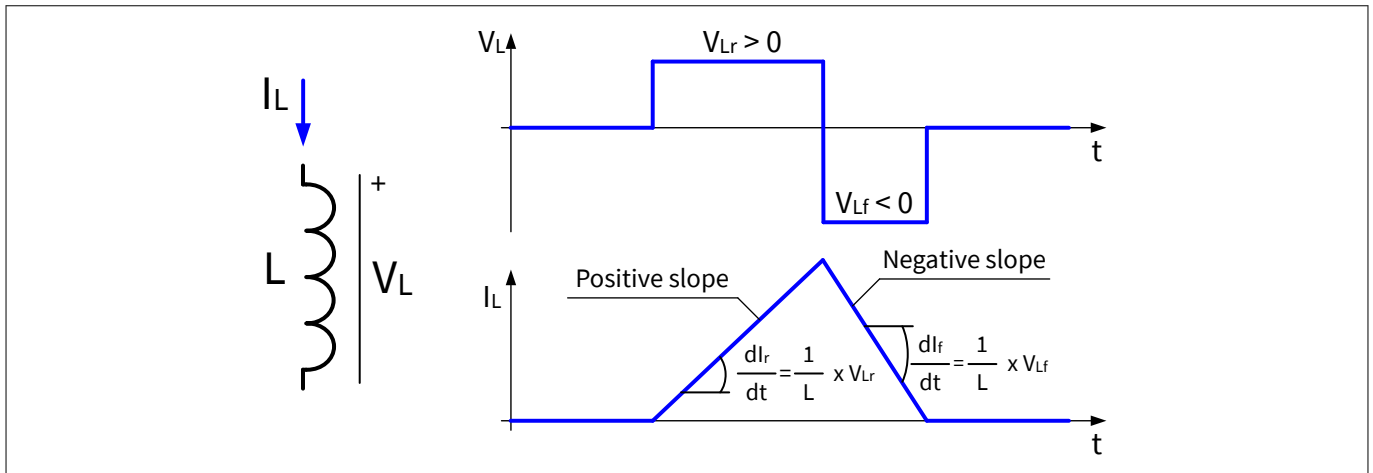 VL
VLr > 0
IL
t
VLf < 0
+
L
VL
Positive slope
Negative slope
IL
dIr/dt = 1/L x VLr
dIf/dt = 1/L x VLf
t